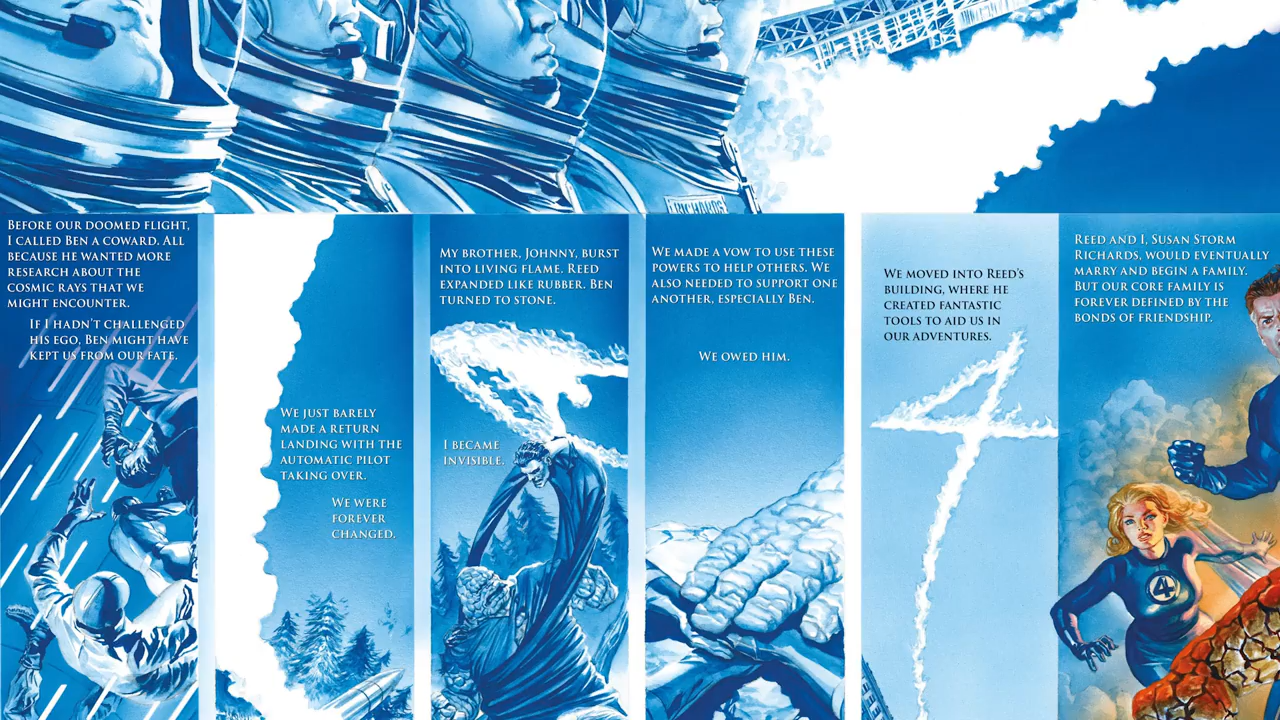 RICHARDS
BEFORE OUR DOOMED FLIGHT,
I CALLED BEN A COWARD. ALL
BECAUSE HE WANTED MORE
RESEARCH ABOUT THE
COSMIC RAYS THAT WE
MIGHT ENCOUNTER.
IF I HADN'T CHALLENGED
HIS EGO, BEN MIGHT HAVE
KEPT US FROM OUR FATE.
WE JUST BARELY
MADE A RETURN
LANDING WITH THE
AUTOMATIC PILOT
TAKING OVER.
WE WERE
FOREVER
CHANGED.
MY BROTHER, JOHNNY, BURST
INTO LIVING FLAME. REED
EXPANDED LIKE RUBBER. BEN
TURNED TO STONE.
I BECAME
INVISIBLE.
WE MADE A VOW TO USE THESE
POWERS TO HELP OTHERS. WE
ALSO NEEDED TO SUPPORT ONE
ANOTHER, ESPECIALLY BEN.
WE OWED HIM.
WE MOVED INTO REED'S
BUILDING, WHERE HE
CREATED FANTASTIC
TOOLS TO AID US IN
OUR ADVENTURES.
4
REED AND I, SUSAN STORM
RICHARDS, WOULD EVENTUALLY
MARRY AND BEGIN A FAMILY.
BUT OUR CORE FAMILY IS
FOREVER DEFINED BY THE
BONDS OF FRIENDSHIP.
4